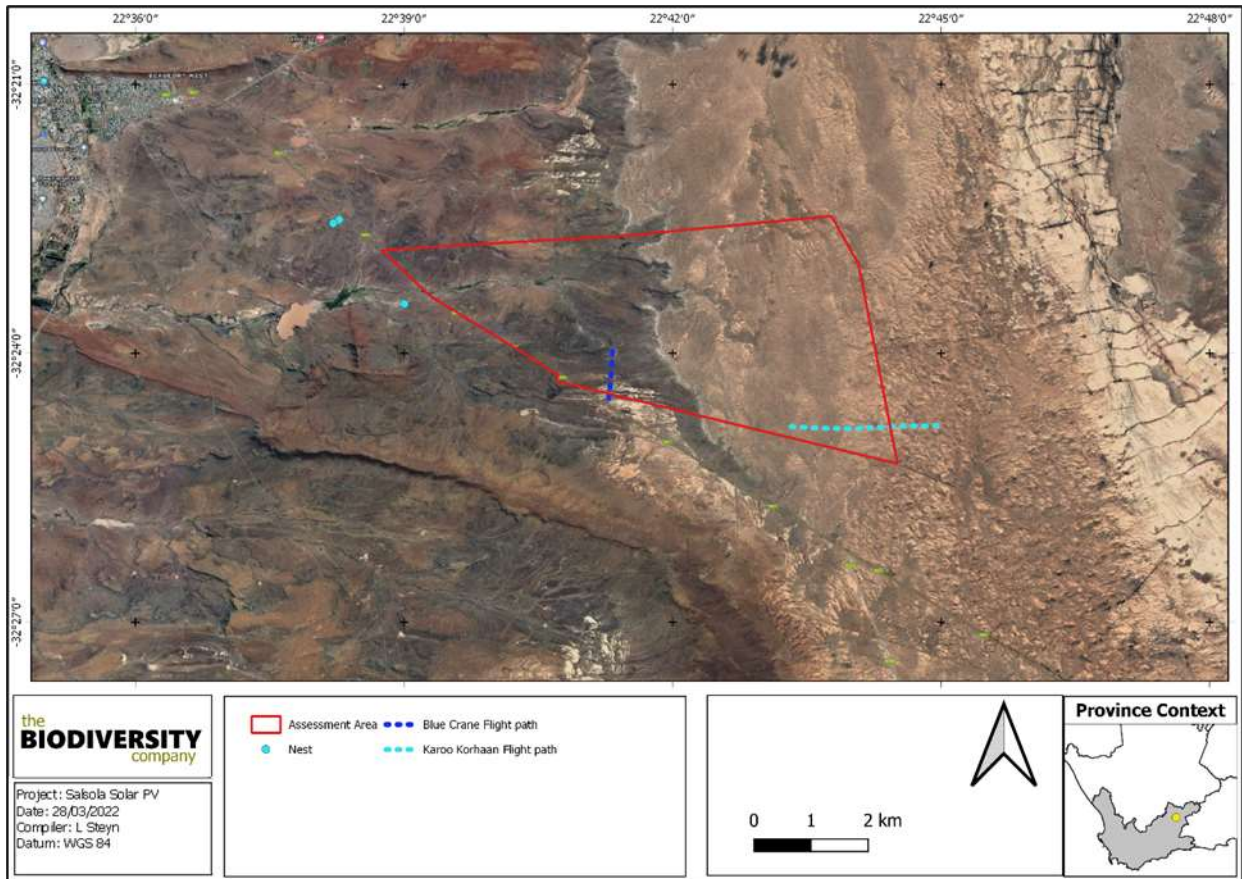 22°36'0" 22°39'0" 22°42'0" 22°45'0" 22°48'0"
-32°21'0"
-32°24'0"
-32°27'0"
BEAUFORT WEST
the
BIODIVERSITY
company
Project: Salsola Solar PV
Date: 28/03/2022
Compiler: L Steyn
Datum: WGS 84
Assessment Area
Nest
Blue Crane Flight path
Karoo Korhaan Flight path
0 1 2 km
Province Context